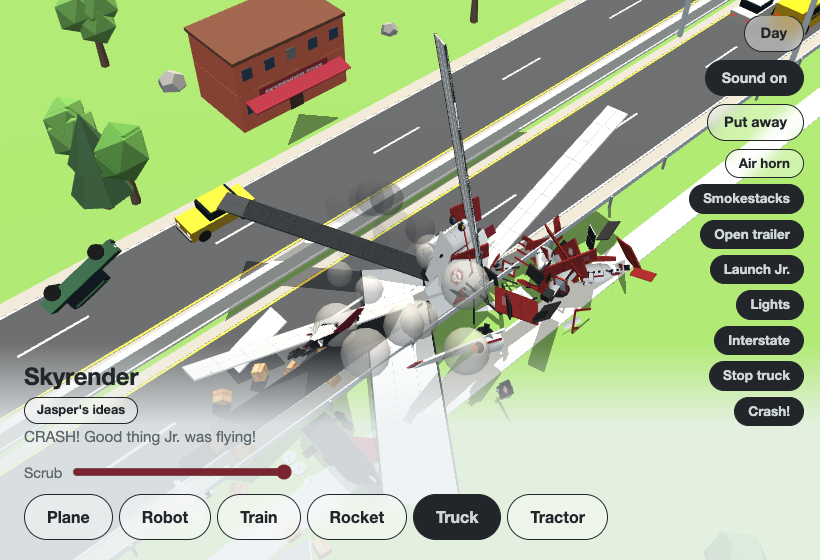 Day
Sound on
Put away
Air horn
Smokestacks
Open trailer
Launch Jr.
Lights
Interstate
Stop truck
Crash!
Skyrender
Jasper's ideas
CRASH! Good thing Jr. was flying!
Scrub
Plane
Robot
Train
Rocket
Truck
Tractor